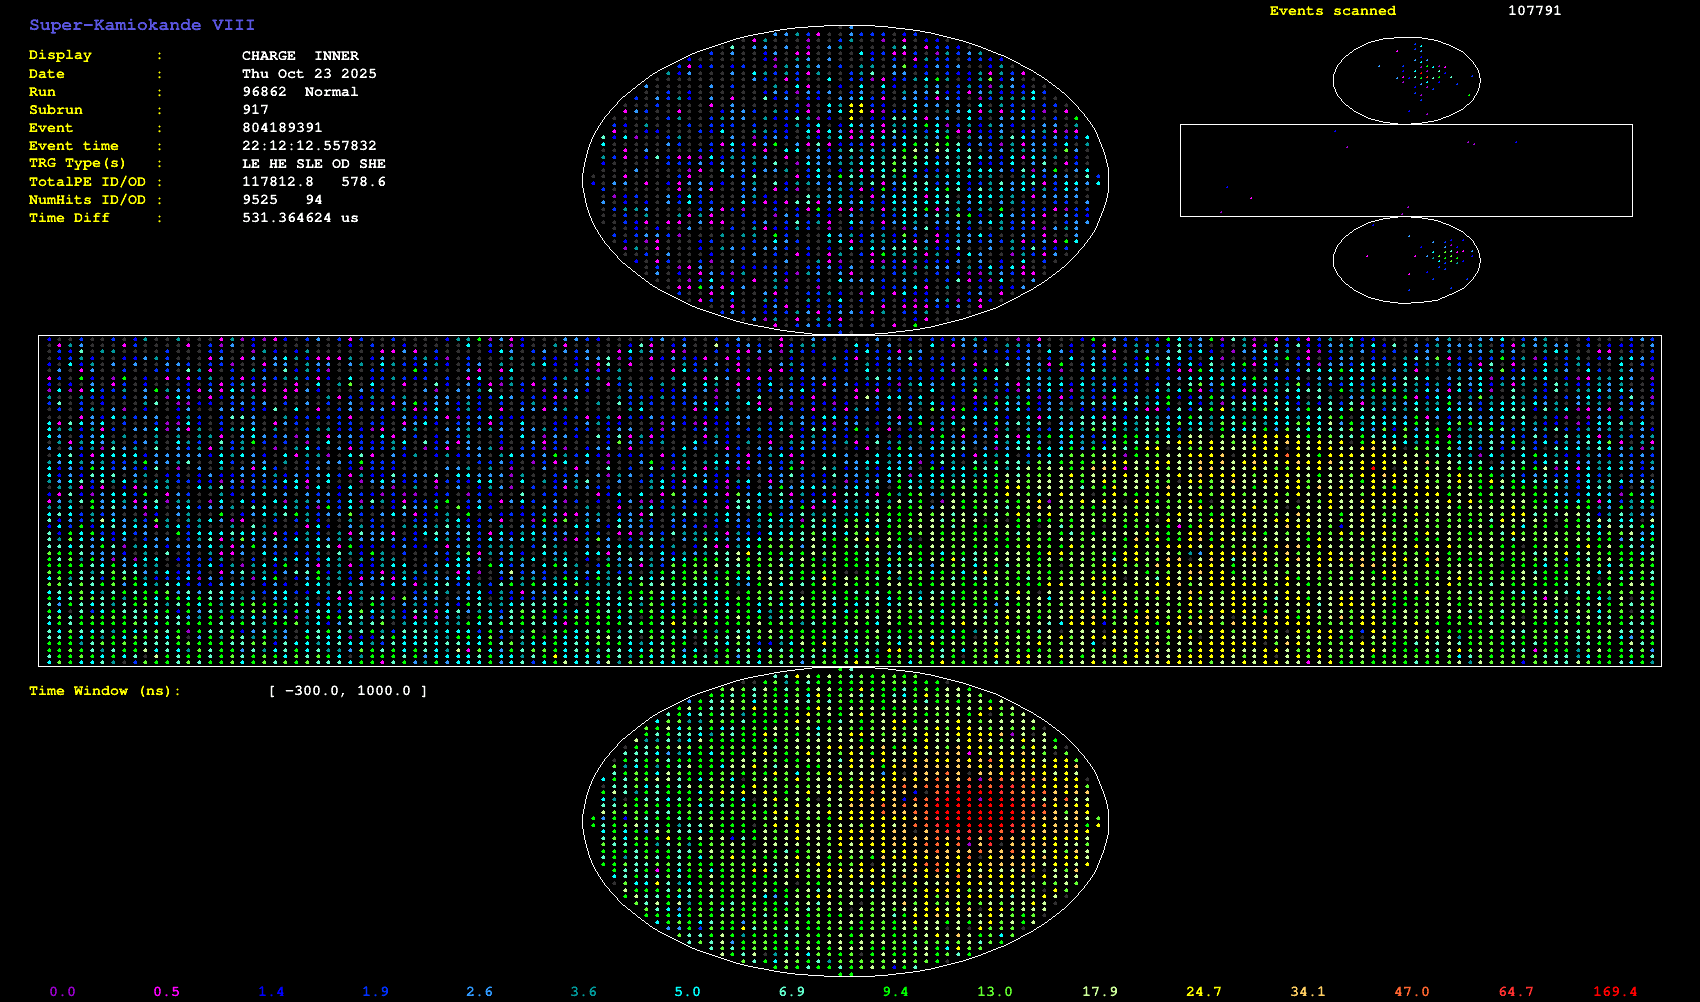 Super-Kamiokande VIII
Events scanned 107791
Display : CHARGE INNER
Date : Thu Oct 23 2025
Run : 96862 Normal
Subrun : 917
Event : 804189391
Event time : 22:12:12.557832
TRG Type(s) : LE HE SLE OD SHE
TotalPE ID/OD : 117812.8 578.6
NumHits ID/OD : 9525 94
Time Diff : 531.364624 us
Time Window (ns): [ -300.0, 1000.0 ]
0.0 0.5 1.4 1.9 2.6 3.6 5.0 6.9 9.4 13.0 17.9 24.7 34.1 47.0 64.7 169.4